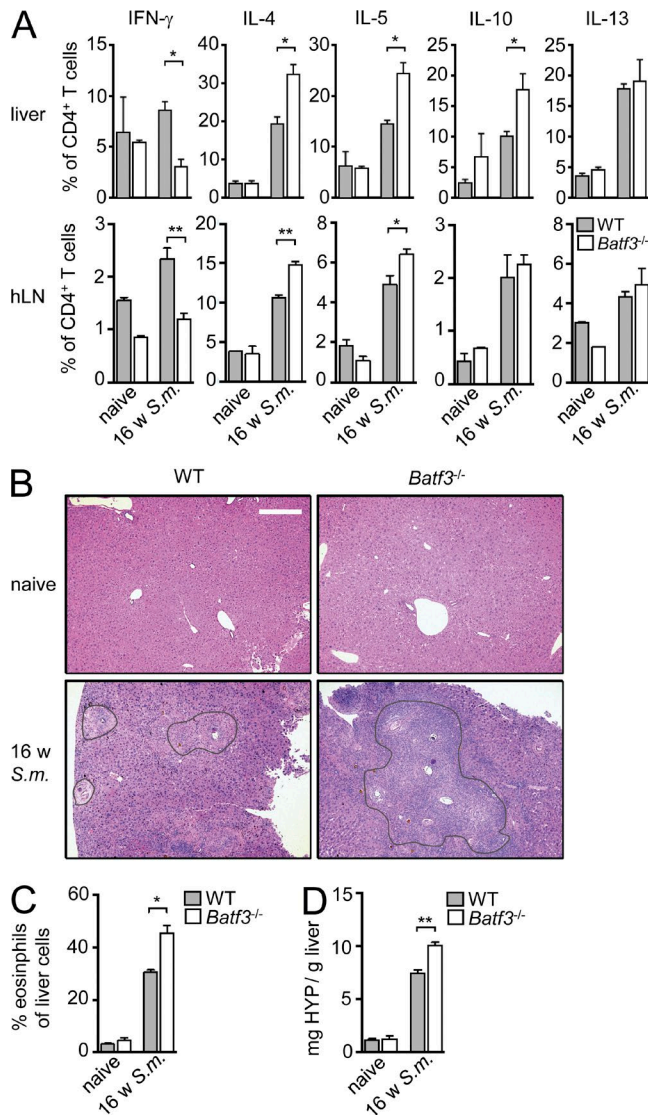 A
IFN-γ IL-4 IL-5 IL-10 IL-13
liver
% of CD4⁺ T cells
15 10 5 0
* 
40 30 20 10 0
*
30 20 10 0
*
25 20 15 10 5 0
*
25 20 15 10 5 0
hLN
% of CD4⁺ T cells
3 2 1 0
**
20 15 10 5 0
**
8 6 4 2 0
*
3 2 1 0
8 6 4 2 0
WT
Batf3⁻/⁻
naive 16 w S.m. naive 16 w S.m. naive 16 w S.m. naive 16 w S.m. naive 16 w S.m.
B
WT Batf3⁻/⁻
naive
16 w
S.m.
C
% eosinphils
of liver cells
60 40 20 0
*
WT
Batf3⁻/⁻
naive 16 w S.m.
D
mg HYP/ g liver
15 10 5 0
**
WT
Batf3⁻/⁻
naive 16 w S.m.